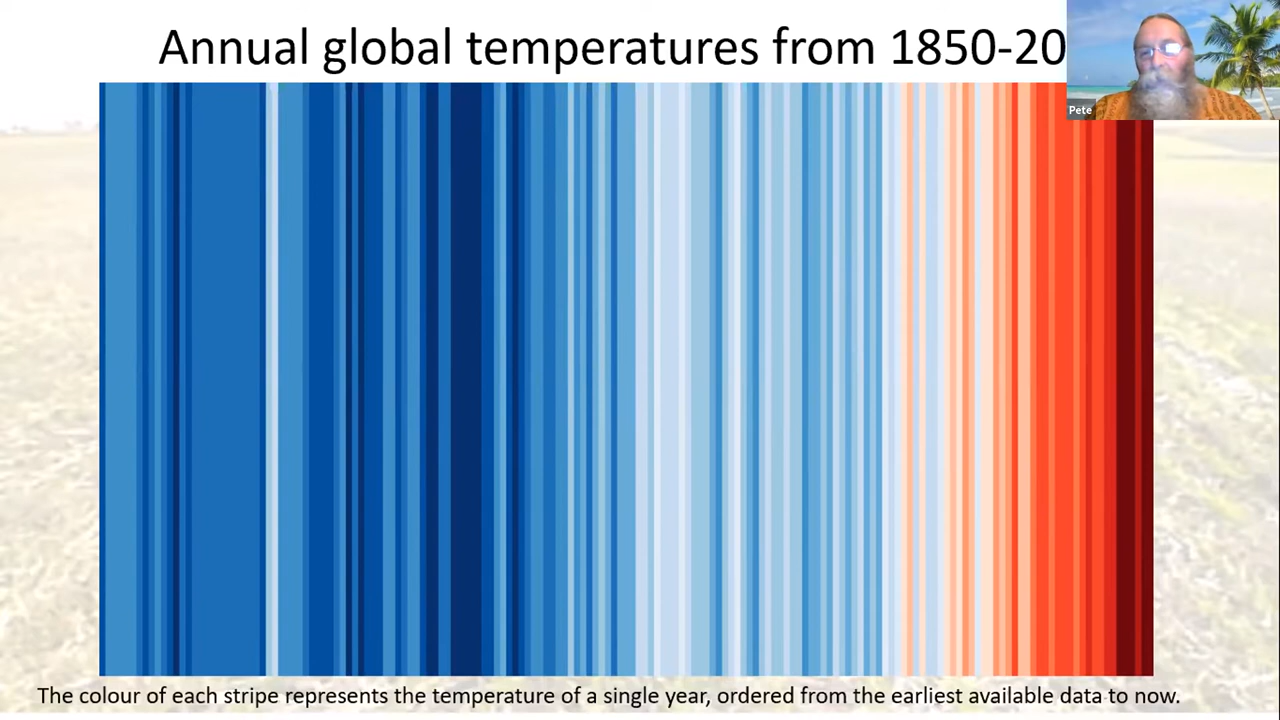 Annual global temperatures from 1850-20
Pete
The colour of each stripe represents the temperature of a single year, ordered from the earliest available data to now.